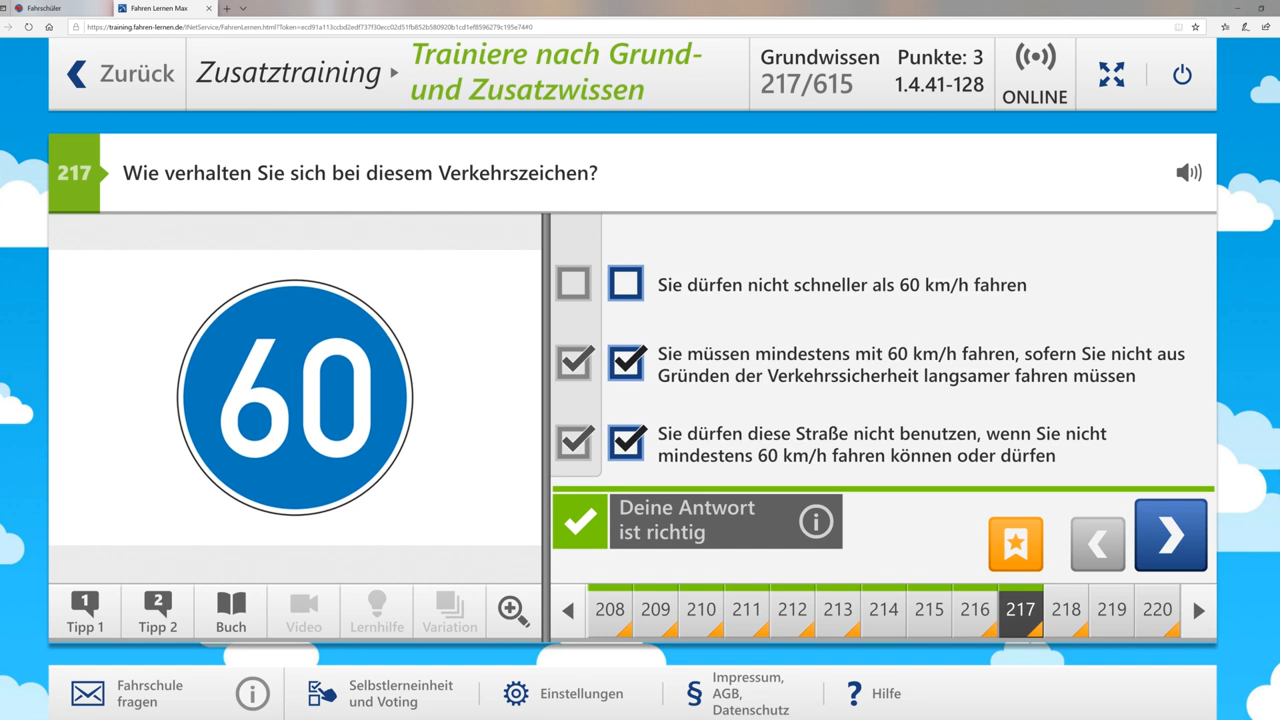 Fahrschüler
Fahren Lernen Max
https://training.fahren-lernen.de/INetService/FahrenLernen.html?Token=ecd91a113ccbd2edf737f30ecc02d51fb852b580920b1cd1ef8596279c195e74#0
Zurück
Zusatztraining
Trainiere nach Grund-
und Zusatzwissen
Grundwissen
217/615
Punkte: 3
1.4.41-128
ONLINE
217
Wie verhalten Sie sich bei diesem Verkehrszeichen?
60
Sie dürfen nicht schneller als 60 km/h fahren
Sie müssen mindestens mit 60 km/h fahren, sofern Sie nicht aus
Gründen der Verkehrssicherheit langsamer fahren müssen
Sie dürfen diese Straße nicht benutzen, wenn Sie nicht
mindestens 60 km/h fahren können oder dürfen
Deine Antwort
ist richtig
1
Tipp 1
2
Tipp 2
Buch
Video
Lernhilfe
Variation
208 209 210 211 212 213 214 215 216 217 218 219 220
Fahrschule
fragen
Selbstlerneinheit
und Voting
Einstellungen
§
Impressum,
AGB,
Datenschutz
?
Hilfe